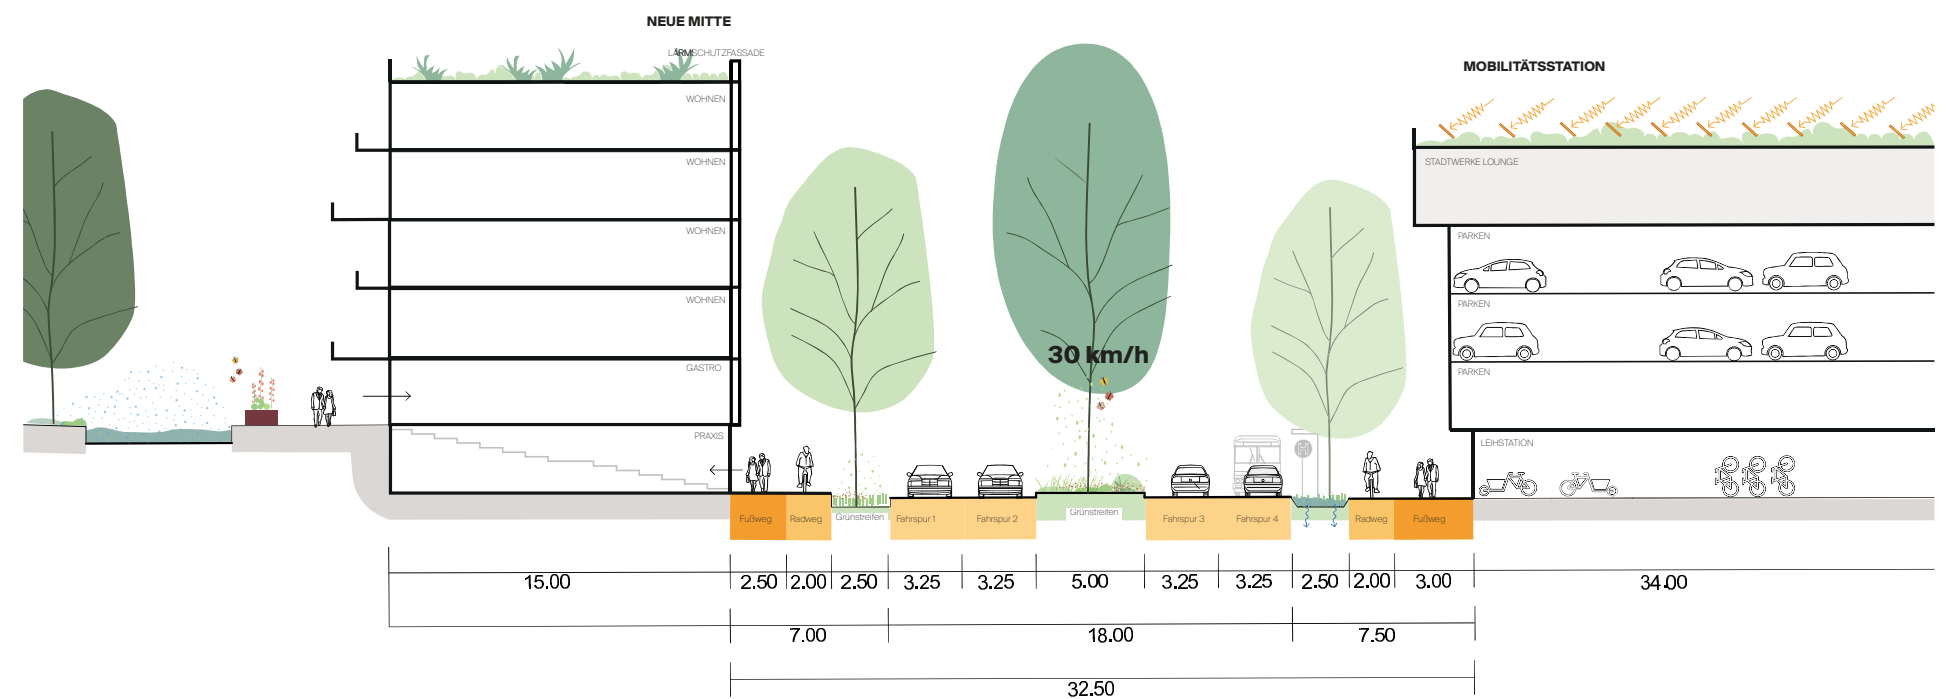 NEUE MITTE
LÄRMSCHUTZFASSADE
MOBILITÄTSSTATION
WOHNEN
WOHNEN
WOHNEN
WOHNEN
GASTRO
PRAXIS
30 km/h
STADTWERKE LOUNGE
PARKEN
PARKEN
PARKEN
LEIHSTATION
H
Fußweg
Radweg
Grünstreifen
Fahrspur 1
Fahrspur 2
Grünstreifen
Fahrspur 3
Fahrspur 4
Radweg
Fußweg
15.00
2.50
2.00
2.50
3.25
3.25
5.00
3.25
3.25
2.50
2.00
3.00
34.00
7.00
18.00
7.50
32.50